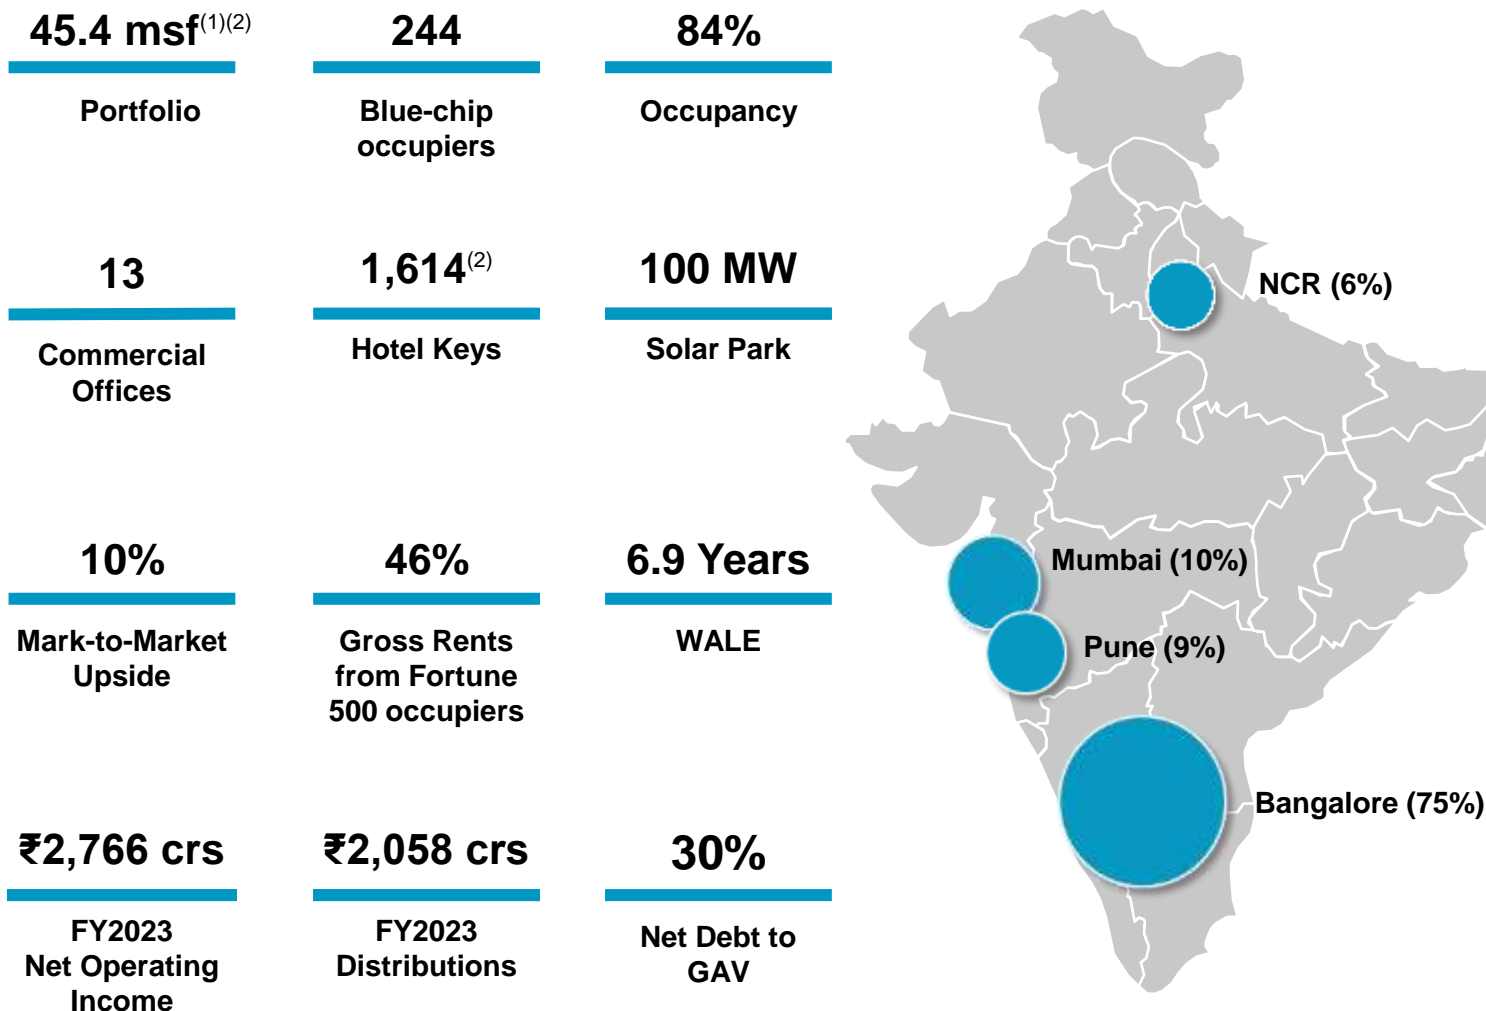 45.4 msf(1)(2)
Portfolio
244
Blue-chip
occupiers
84%
Occupancy
13
Commercial
Offices
1,614(2)
Hotel Keys
100 MW
Solar Park
10%
Mark-to-Market
Upside
46%
Gross Rents
from Fortune
500 occupiers
6.9 Years
WALE
₹2,766 crs
FY2023
Net Operating
Income
₹2,058 crs
FY2023
Distributions
30%
Net Debt to
GAV
NCR (6%)
Mumbai (10%)
Pune (9%)
Bangalore (75%)